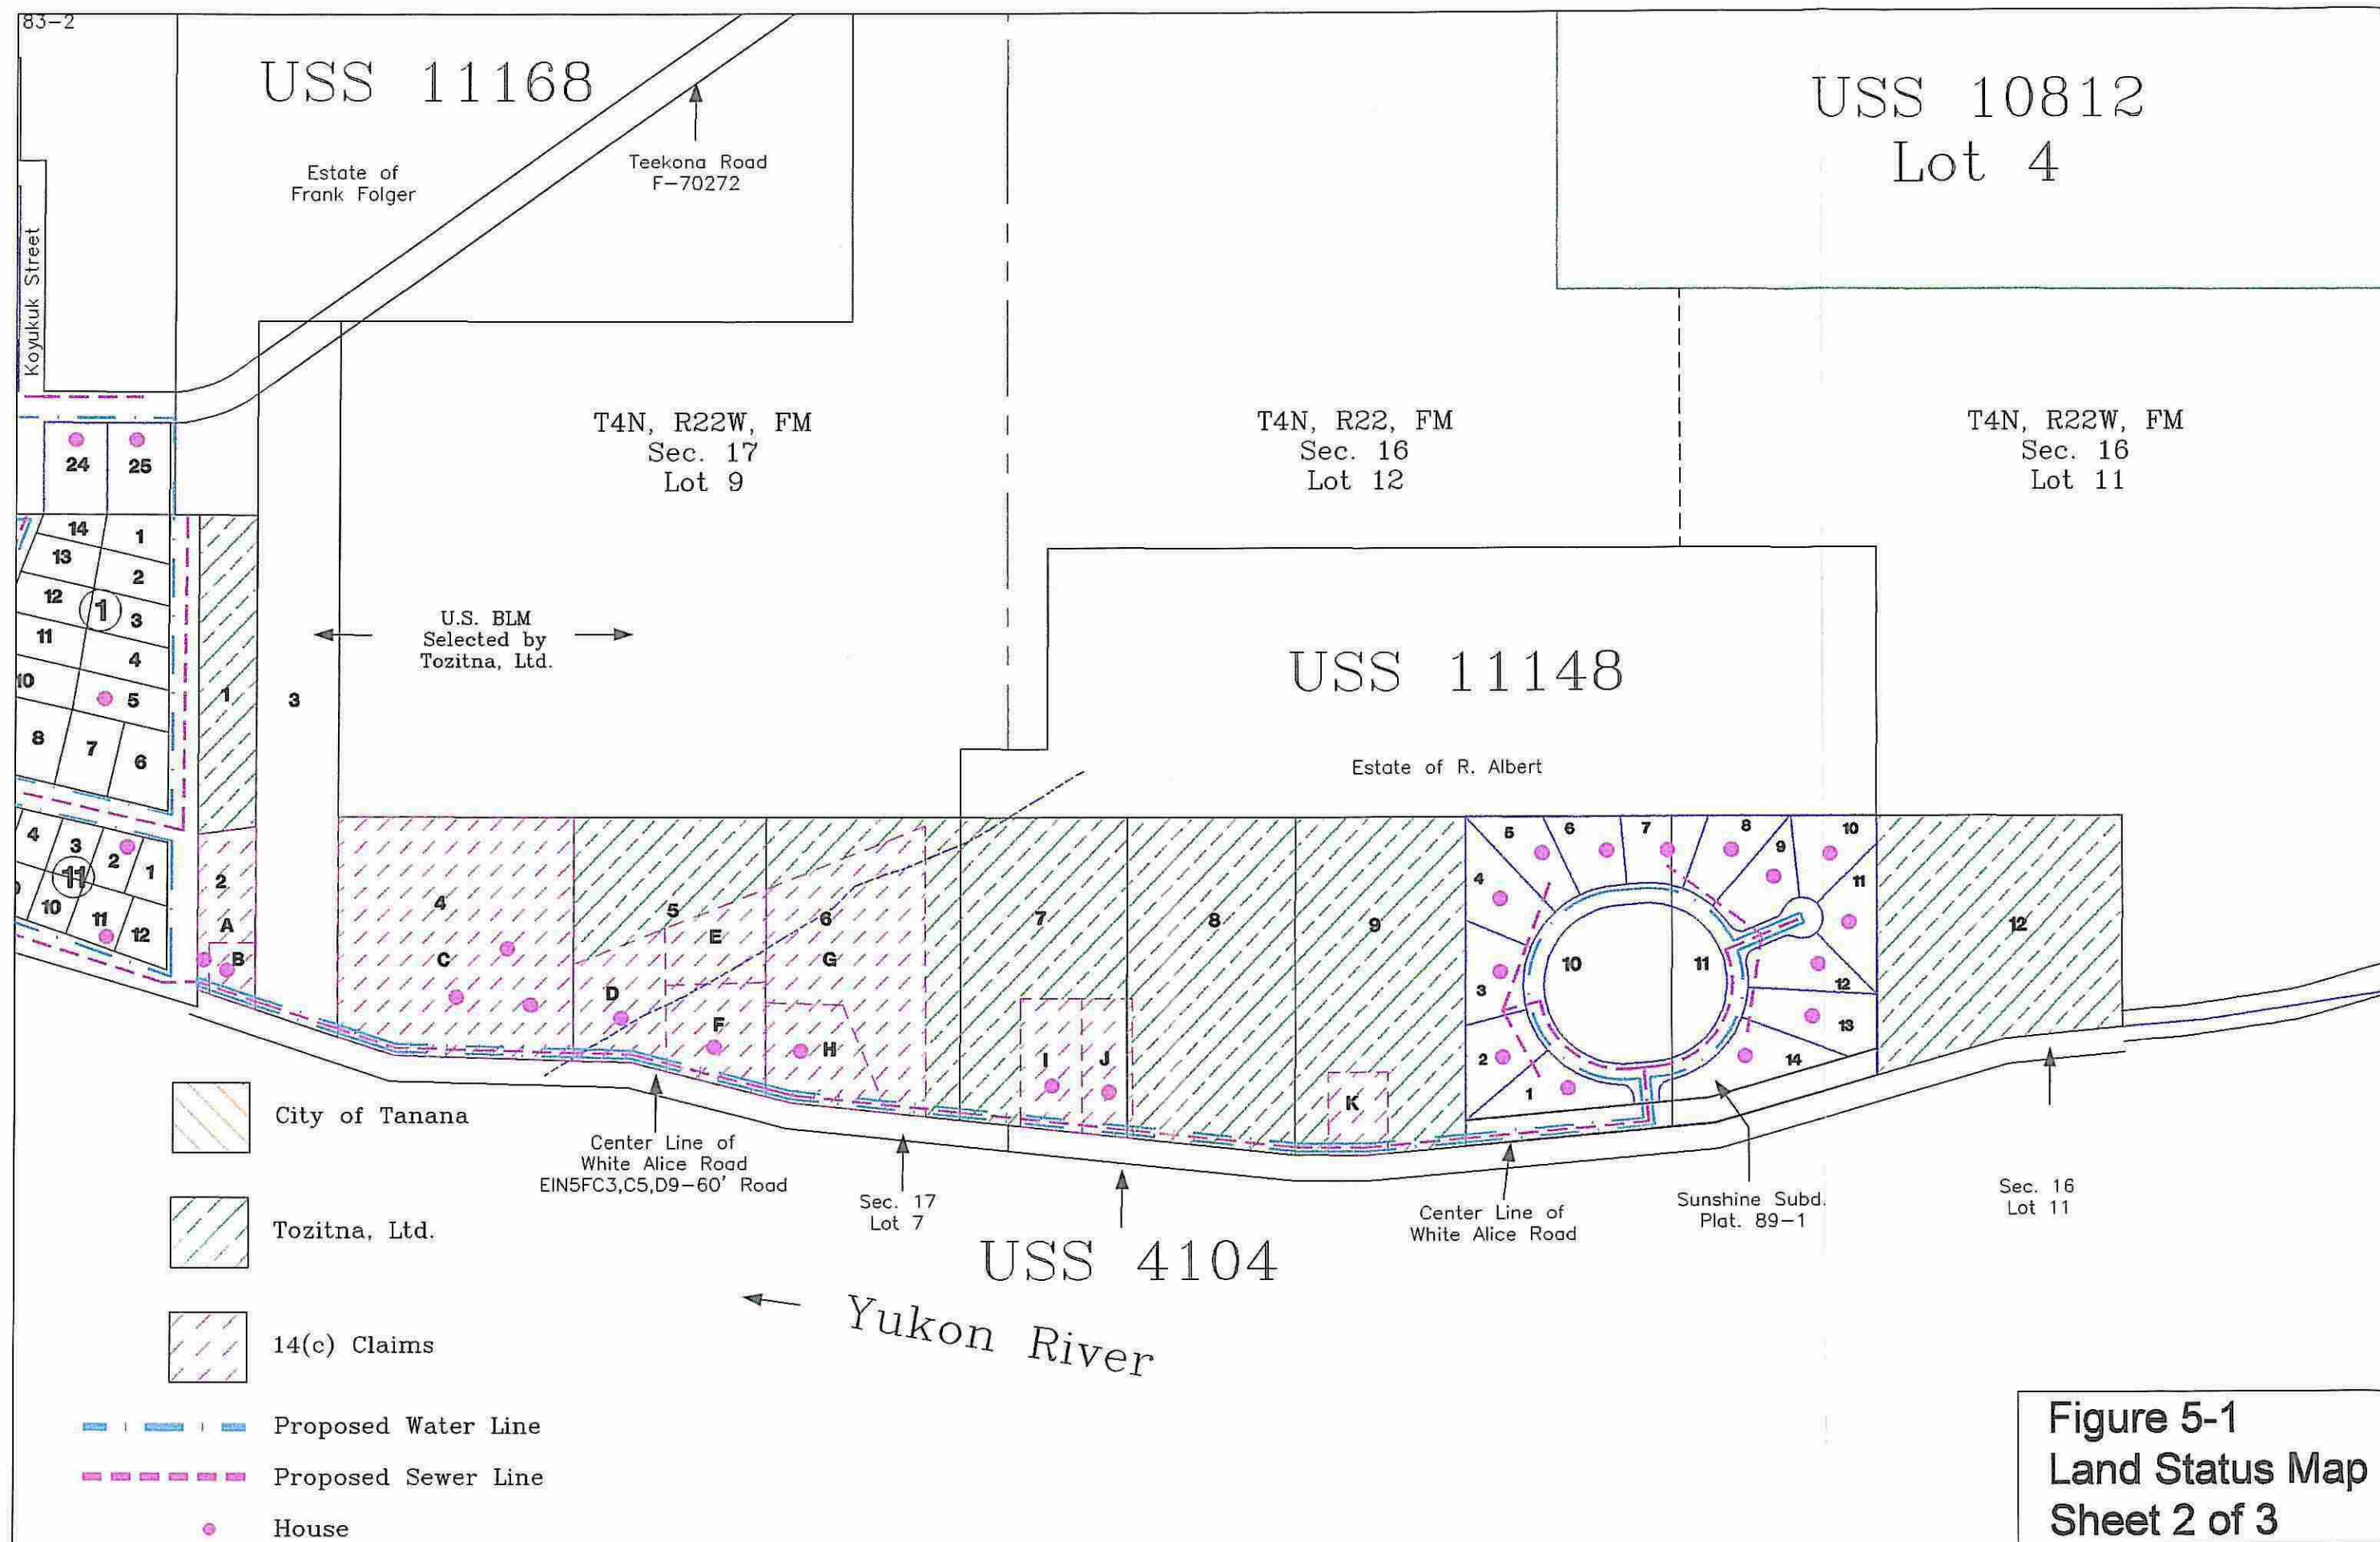 83-2
USS 11168
Estate of
Frank Folger
Teekona Road
F-70272
USS 10812
Lot 4
Koyukuk Street
T4N, R22W, FM
Sec. 17
Lot 9
T4N, R22, FM
Sec. 16
Lot 12
T4N, R22W, FM
Sec. 16
Lot 11
24
25
14
1
13
2
12
1
3
11
4
10
5
8
7
6
1
3
U.S. BLM
Selected by
Tozitna, Ltd.
USS 11148
Estate of R. Albert
4
3
2
1
11
10
11
12
2
A
B
4
C
5
D
E
F
6
G
H
7
I
J
8
9
K
5
6
7
8
9
10
4
11
3
10
11
12
2
13
1
14
12
City of Tanana
Tozitna, Ltd.
14(c) Claims
Proposed Water Line
Proposed Sewer Line
House
Center Line of
White Alice Road
EIN5FC3,C5,D9-60' Road
Sec. 17
Lot 7
USS 4104
Yukon River
Center Line of
White Alice Road
Sunshine Subd.
Plat. 89-1
Sec. 16
Lot 11
Figure 5-1
Land Status Map
Sheet 2 of 3